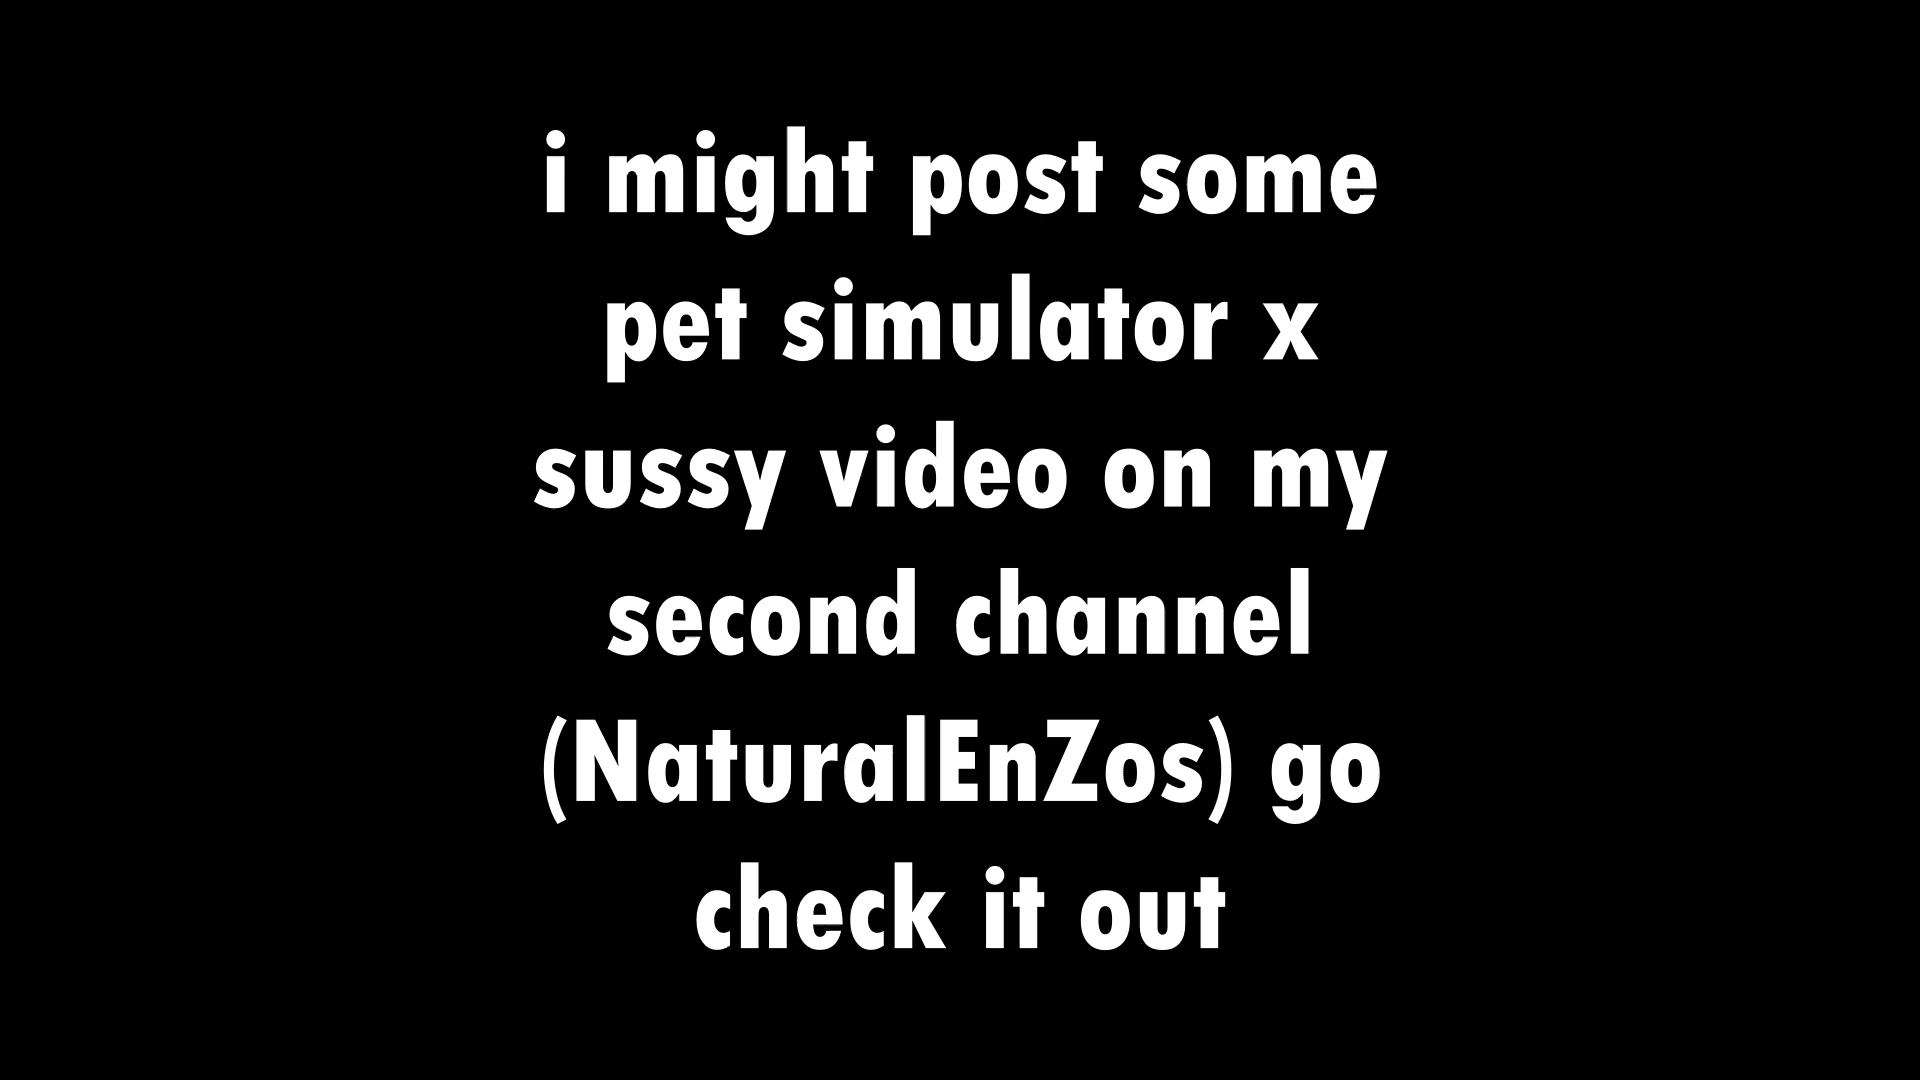 i might post some
pet simulator x
sussy video on my
second channel
(NaturalEnZos) go
check it out